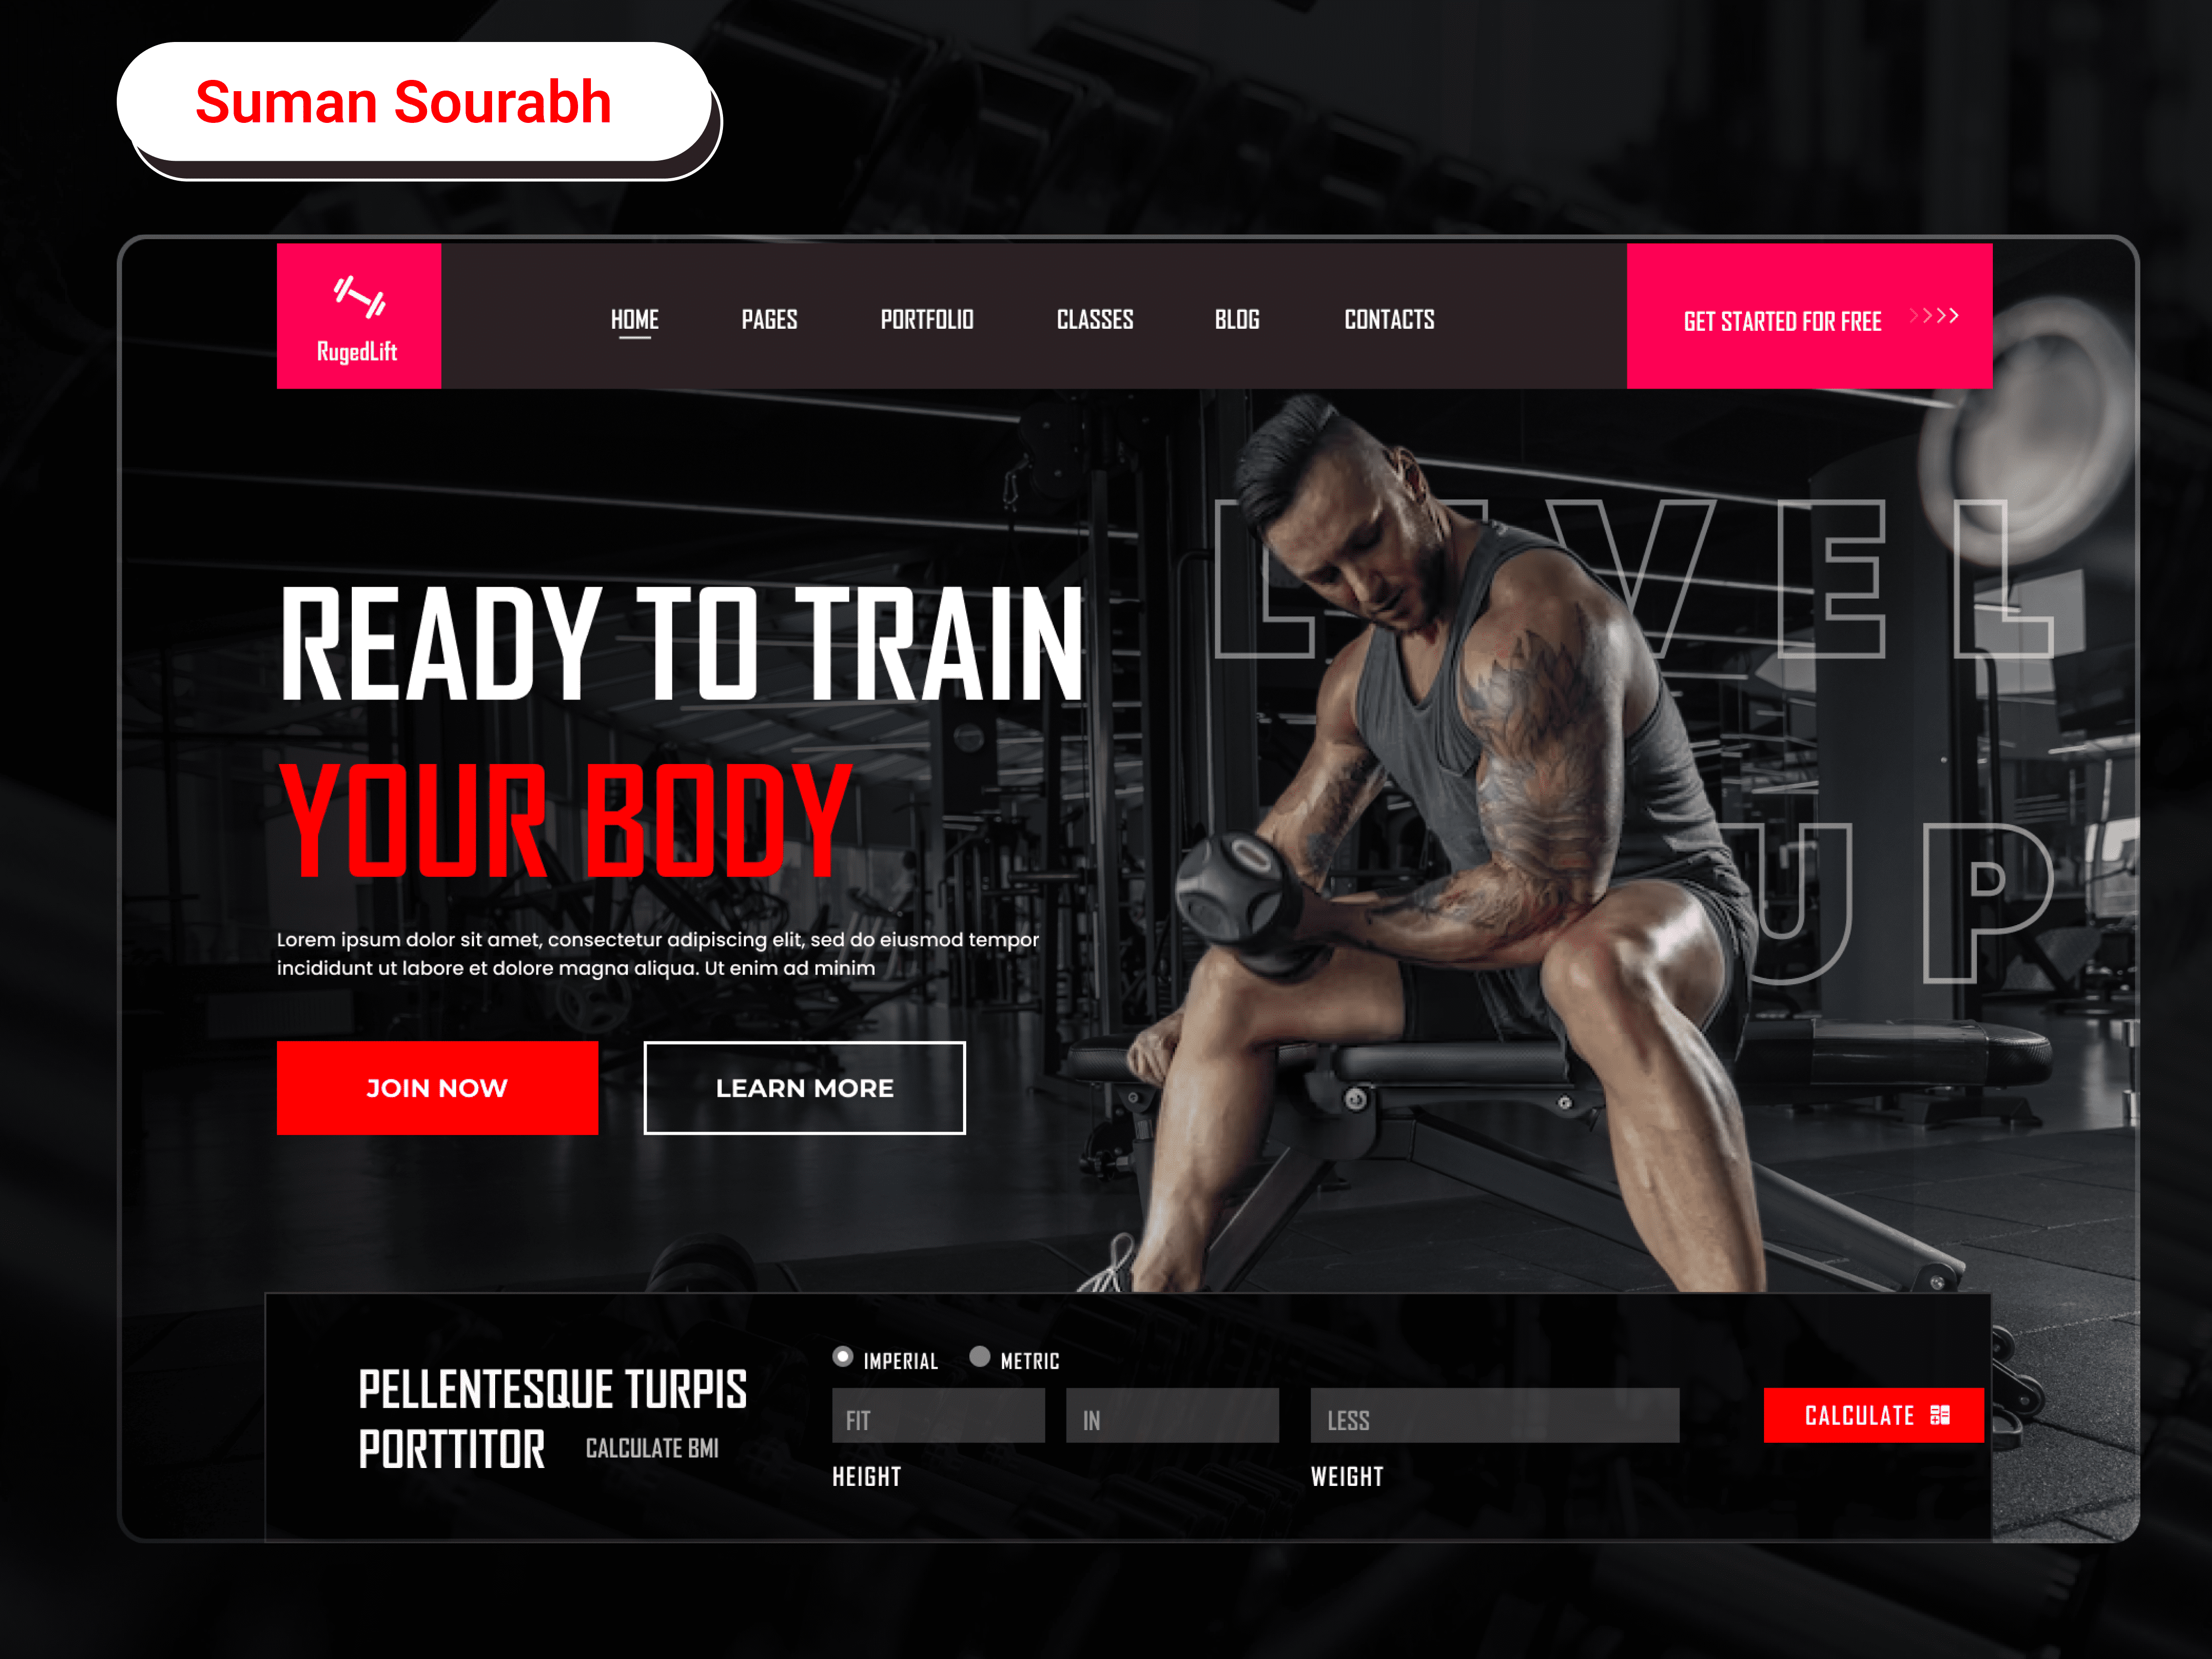 Suman Sourabh
RugedLift
HOME PAGES PORTFOLIO CLASSES BLOG CONTACTS
GET STARTED FOR FREE
LEVEL
UP
READY TO TRAIN
YOUR BODY
Lorem ipsum dolor sit amet, consectetur adipiscing elit, sed do eiusmod tempor
incididunt ut labore et dolore magna aliqua. Ut enim ad minim
JOIN NOW
LEARN MORE
PELLENTESQUE TURPIS
PORTTITOR
CALCULATE BMI
IMPERIAL METRIC
FIT
IN
LESS
HEIGHT
WEIGHT
CALCULATE